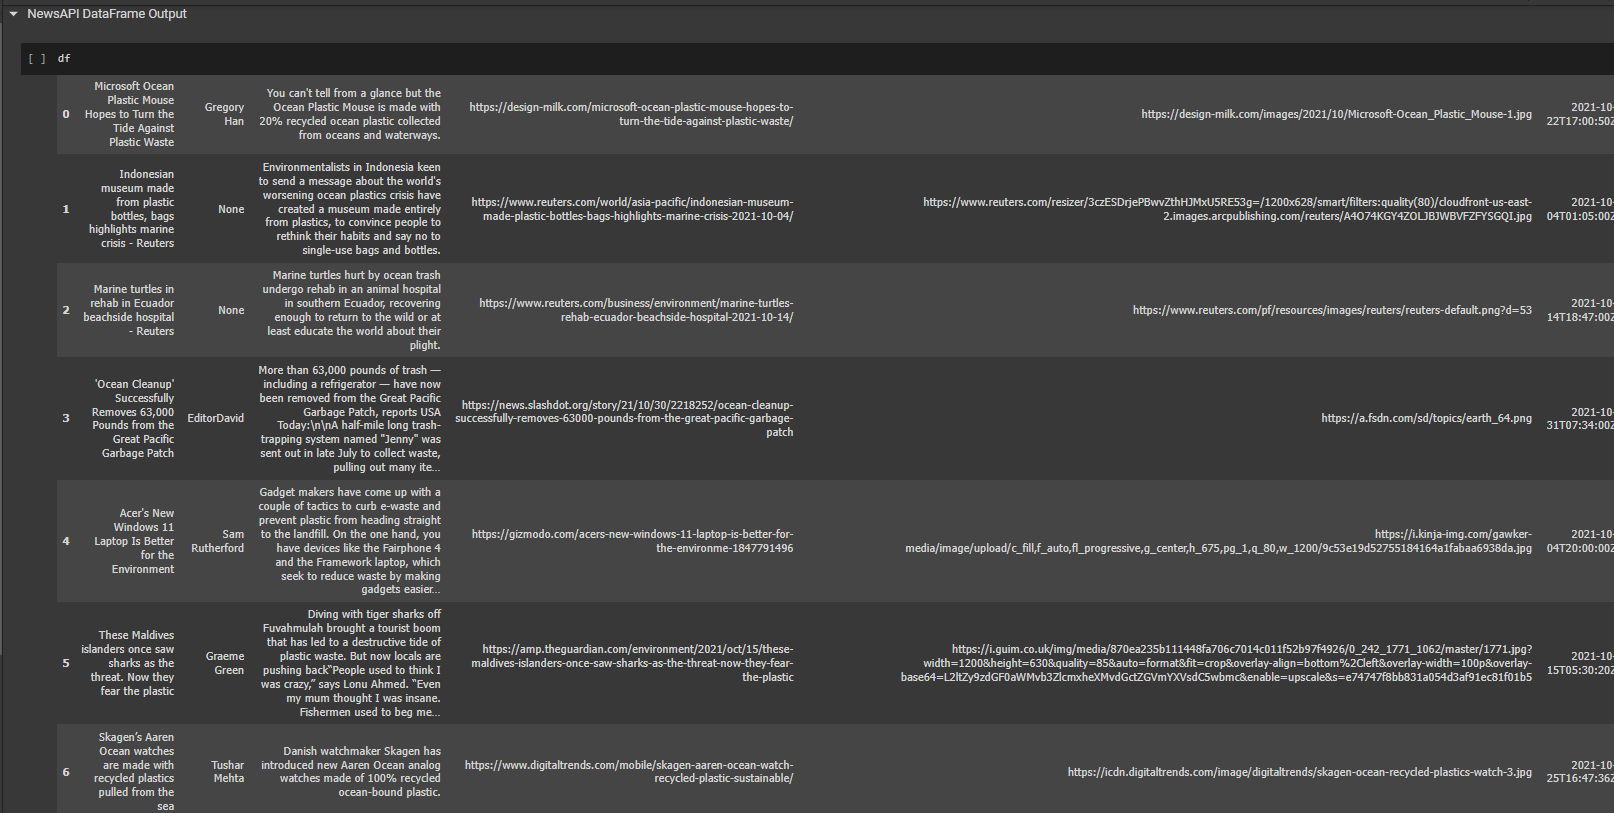 NewsAPI DataFrame Output
[ ] df
0
Microsoft Ocean
Plastic Mouse
Hopes to Turn the
Tide Against
Plastic Waste
Gregory
Han
You can't tell from a glance but the
Ocean Plastic Mouse is made with
20% recycled ocean plastic collected
from oceans and waterways.
https://design-milk.com/microsoft-ocean-plastic-mouse-hopes-to-
turn-the-tide-against-plastic-waste/
https://design-milk.com/images/2021/10/Microsoft-Ocean_Plastic_Mouse-1.jpg
2021-10-
22T17:00:50Z
1
Indonesian
museum made
from plastic
bottles, bags
highlights marine
crisis - Reuters
None
Environmentalists in Indonesia keen
to send a message about the world's
worsening ocean plastics crisis have
created a museum made entirely
from plastics, to convince people to
rethink their habits and say no to
single-use bags and bottles.
https://www.reuters.com/world/asia-pacific/indonesian-museum-
made-plastic-bottles-bags-highlights-marine-crisis-2021-10-04/
https://www.reuters.com/resizer/3czESDrjePBwvZthHJMxU5RE53g=/1200x628/smart/filters:quality(80)/cloudfront-us-east-
2.images.arcpublishing.com/reuters/A4O74KGY4ZOLJBJWBVFZFYSGQI.jpg
2021-10-
04T01:05:00Z
2
Marine turtles in
rehab in Ecuador
beachside hospital
- Reuters
None
Marine turtles hurt by ocean trash
undergo rehab in an animal hospital
in southern Ecuador, recovering
enough to return to the wild or at
least educate the world about their
plight.
https://www.reuters.com/business/environment/marine-turtles-
rehab-ecuador-beachside-hospital-2021-10-14/
https://www.reuters.com/pf/resources/images/reuters/reuters-default.png?d=53
2021-10-
14T18:47:00Z
3
'Ocean Cleanup'
Successfully
Removes 63,000
Pounds from the
Great Pacific
Garbage Patch
EditorDavid
More than 63,000 pounds of trash —
including a refrigerator — have now
been removed from the Great Pacific
Garbage Patch, reports USA
Today:\n\nA half-mile long trash-
trapping system named "Jenny" was
sent out in late July to collect waste,
pulling out many ite…
https://news.slashdot.org/story/21/10/30/2218252/ocean-cleanup-
successfully-removes-63000-pounds-from-the-great-pacific-garbage-
patch
https://a.fsdn.com/sd/topics/earth_64.png
2021-10-
31T07:34:00Z
4
Acer's New
Windows 11
Laptop Is Better
for the
Environment
Sam
Rutherford
Gadget makers have come up with a
couple of tactics to curb e-waste and
prevent plastic from heading straight
to the landfill. On the one hand, you
have devices like the Fairphone 4
and the Framework laptop, which
seek to reduce waste by making
gadgets easier…
https://gizmodo.com/acers-new-windows-11-laptop-is-better-for-
the-environme-1847791496
https://i.kinja-img.com/gawker-
media/image/upload/c_fill,f_auto,fl_progressive,g_center,h_675,pg_1,q_80,w_1200/9c53e19d52755184164a1fabaa6938da.jpg
2021-10-
04T20:00:00Z
5
These Maldives
islanders once saw
sharks as the
threat. Now they
fear the plastic
Graeme
Green
Diving with tiger sharks off
Fuvahmulah brought a tourist boom
that has led to a destructive tide of
plastic waste. But now locals are
pushing back“People used to think I
was crazy,” says Lonu Ahmed. “Even
my mum thought I was insane.
Fishermen used to beg me…
https://amp.theguardian.com/environment/2021/oct/15/these-
maldives-islanders-once-saw-sharks-as-the-threat-now-they-fear-
the-plastic
https://i.guim.co.uk/img/media/870ea235b111448fa706c7014c011f52b97f4926/0_242_1771_1062/master/1771.jpg?
width=1200&height=630&quality=85&auto=format&fit=crop&overlay-align=bottom%2Cleft&overlay-width=100p&overlay-
base64=L2ltZy9zdGF0aWMvb3ZlcmxheXMvdGctZGVmYXVsdC5wbmc&enable=upscale&s=e74747f8bb831a054d3af91ec81f01b5
2021-10-
15T05:30:20Z
6
Skagen’s Aaren
Ocean watches
are made with
recycled plastics
pulled from the
sea
Tushar
Mehta
Danish watchmaker Skagen has
introduced new Aaren Ocean analog
watches made of 100% recycled
ocean-bound plastic.
https://www.digitaltrends.com/mobile/skagen-aaren-ocean-watch-
recycled-plastic-sustainable/
https://icdn.digitaltrends.com/image/digitaltrends/skagen-ocean-recycled-plastics-watch-3.jpg
2021-10-
25T16:47:36Z